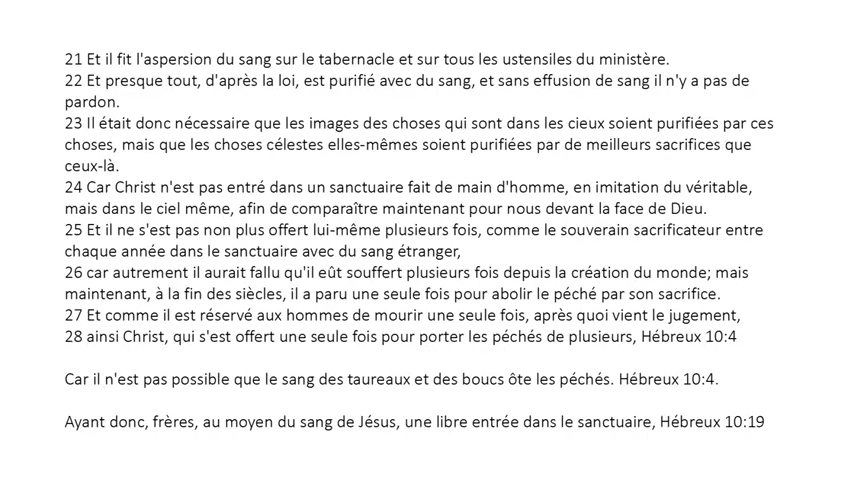 21 Et il fit l'aspersion du sang sur le tabernacle et sur tous les ustensiles du ministère.
22 Et presque tout, d'après la loi, est purifié avec du sang, et sans effusion de sang il n'y a pas de
pardon.
23 Il était donc nécessaire que les images des choses qui sont dans les cieux soient purifiées par ces
choses, mais que les choses célestes elles-mêmes soient purifiées par de meilleurs sacrifices que
ceux-là.
24 Car Christ n'est pas entré dans un sanctuaire fait de main d'homme, en imitation du véritable,
mais dans le ciel même, afin de comparaître maintenant pour nous devant la face de Dieu.
25 Et il ne s'est pas non plus offert lui-même plusieurs fois, comme le souverain sacrificateur entre
chaque année dans le sanctuaire avec du sang étranger,
26 car autrement il aurait fallu qu'il eût souffert plusieurs fois depuis la création du monde; mais
maintenant, à la fin des siècles, il a paru une seule fois pour abolir le péché par son sacrifice.
27 Et comme il est réservé aux hommes de mourir une seule fois, après quoi vient le jugement,
28 ainsi Christ, qui s'est offert une seule fois pour porter les péchés de plusieurs, Hébreux 10:4
Car il n'est pas possible que le sang des taureaux et des boucs ôte les péchés. Hébreux 10:4.
Ayant donc, frères, au moyen du sang de Jésus, une libre entrée dans le sanctuaire, Hébreux 10:19